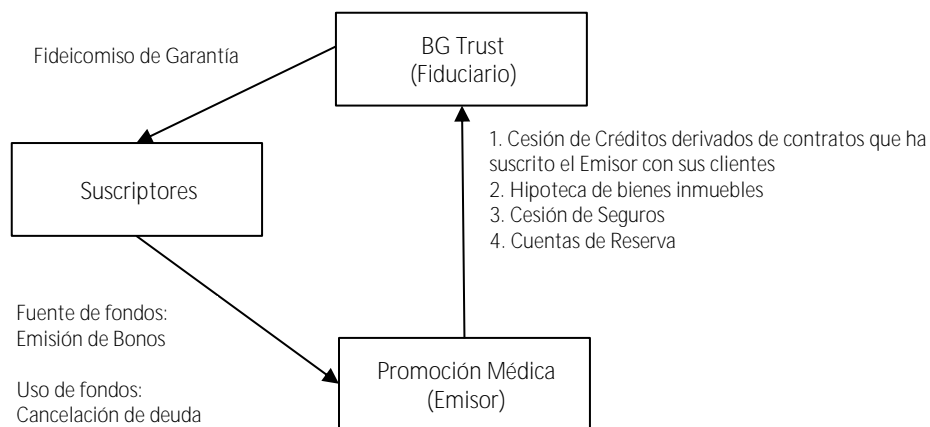 BG Trust
(Fiduciario)
Fideicomiso de Garantía
1. Cesión de Créditos derivados de contratos que ha
suscrito el Emisor con sus clientes
2. Hipoteca de bienes inmuebles
3. Cesión de Seguros
4. Cuentas de Reserva
Suscriptores
Fuente de fondos:
Emisión de Bonos
Uso de fondos:
Cancelación de deuda
Promoción Médica
(Emisor)